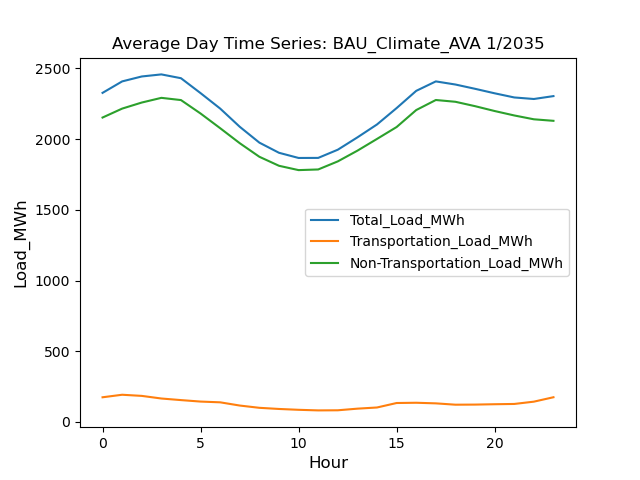 Average Day Time Series: BAU_Climate_AVA 1/2035
Load_MWh
2500
2000
1500
1000
500
0
Total_Load_MWh
Transportation_Load_MWh
Non-Transportation_Load_MWh
0 5 10 15 20
Hour